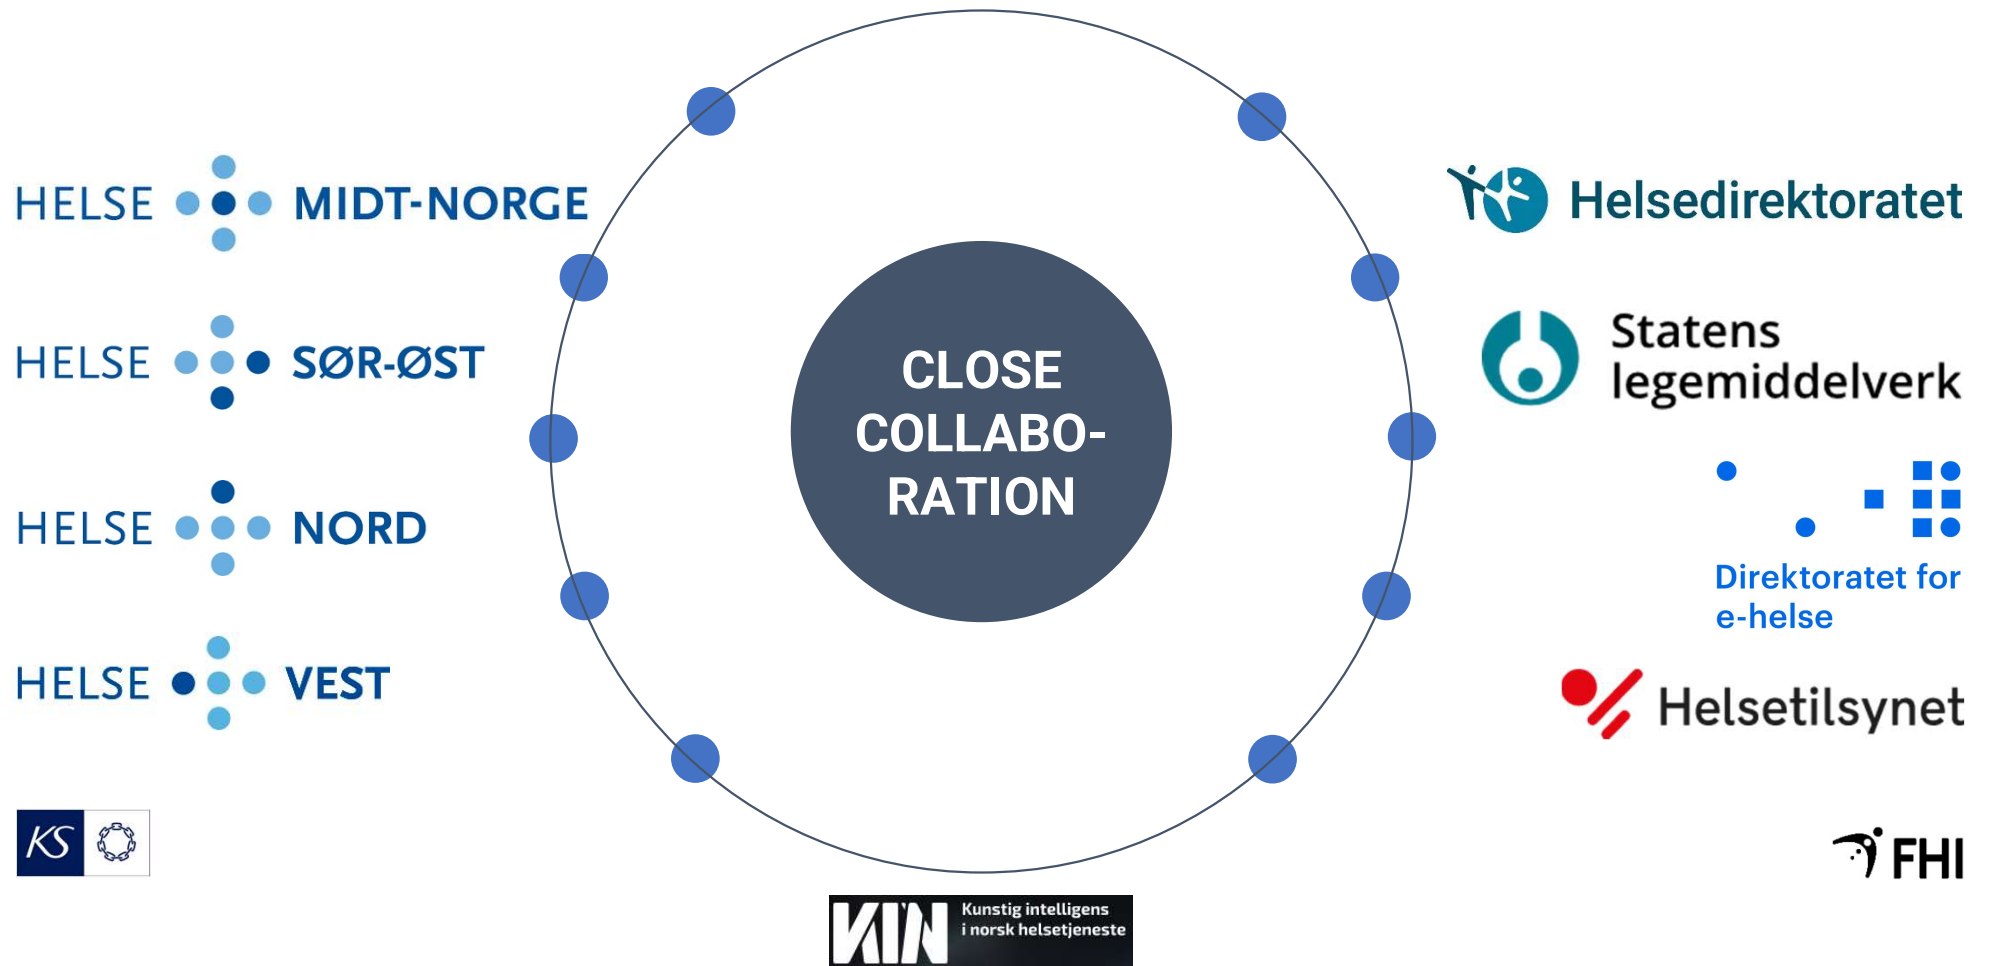 HELSE MIDT-NORGE
HELSE SØR-ØST
HELSE NORD
HELSE VEST
KS
CLOSE
COLLABO-
RATION
Helsedirektoratet
Statens
legemiddelverk
Direktoratet for
e-helse
Helsetilsynet
FHI
KIN
Kunstig intelligens
i norsk helsetjeneste